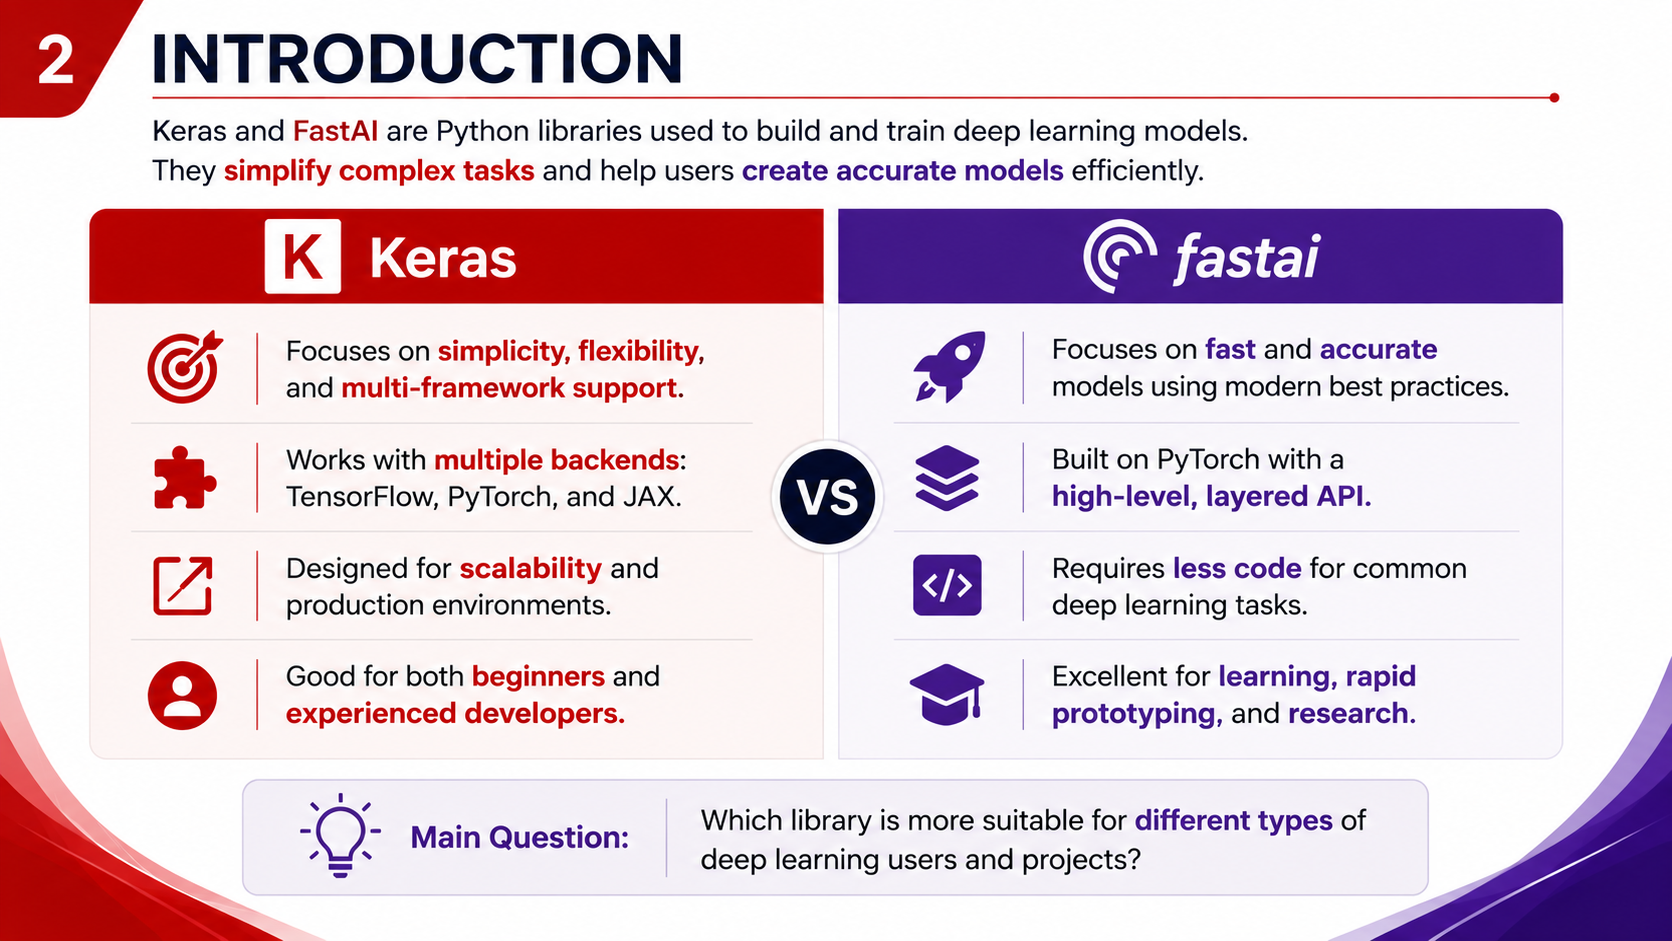 2
INTRODUCTION
Keras and FastAI are Python libraries used to build and train deep learning models.
They simplify complex tasks and help users create accurate models efficiently.
K Keras
Focuses on simplicity, flexibility,
and multi-framework support.
Works with multiple backends:
TensorFlow, PyTorch, and JAX.
Designed for scalability and
production environments.
Good for both beginners and
experienced developers.
VS
fastai
Focuses on fast and accurate
models using modern best practices.
Built on PyTorch with a
high-level, layered API.
</>
Requires less code for common
deep learning tasks.
Excellent for learning, rapid
prototyping, and research.
Main Question:
Which library is more suitable for different types of
deep learning users and projects?